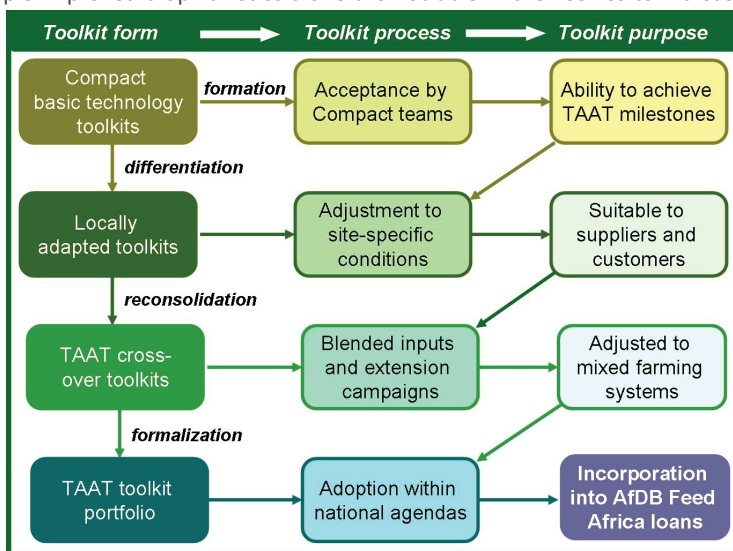 Toolkit form
Toolkit process
Toolkit purpose
Compact
basic technology
toolkits
formation
Acceptance by
Compact teams
Ability to achieve
TAAT milestones
differentiation
Locally
adapted toolkits
Adjustment to
site-specific
conditions
Suitable to
suppliers and
customers
reconsolidation
TAAT cross-
over toolkits
Blended inputs
and extension
campaigns
Adjusted to
mixed farming
systems
formalization
TAAT toolkit
portfolio
Adoption within
national agendas
Incorporation
into AfDB Feed
Africa loans